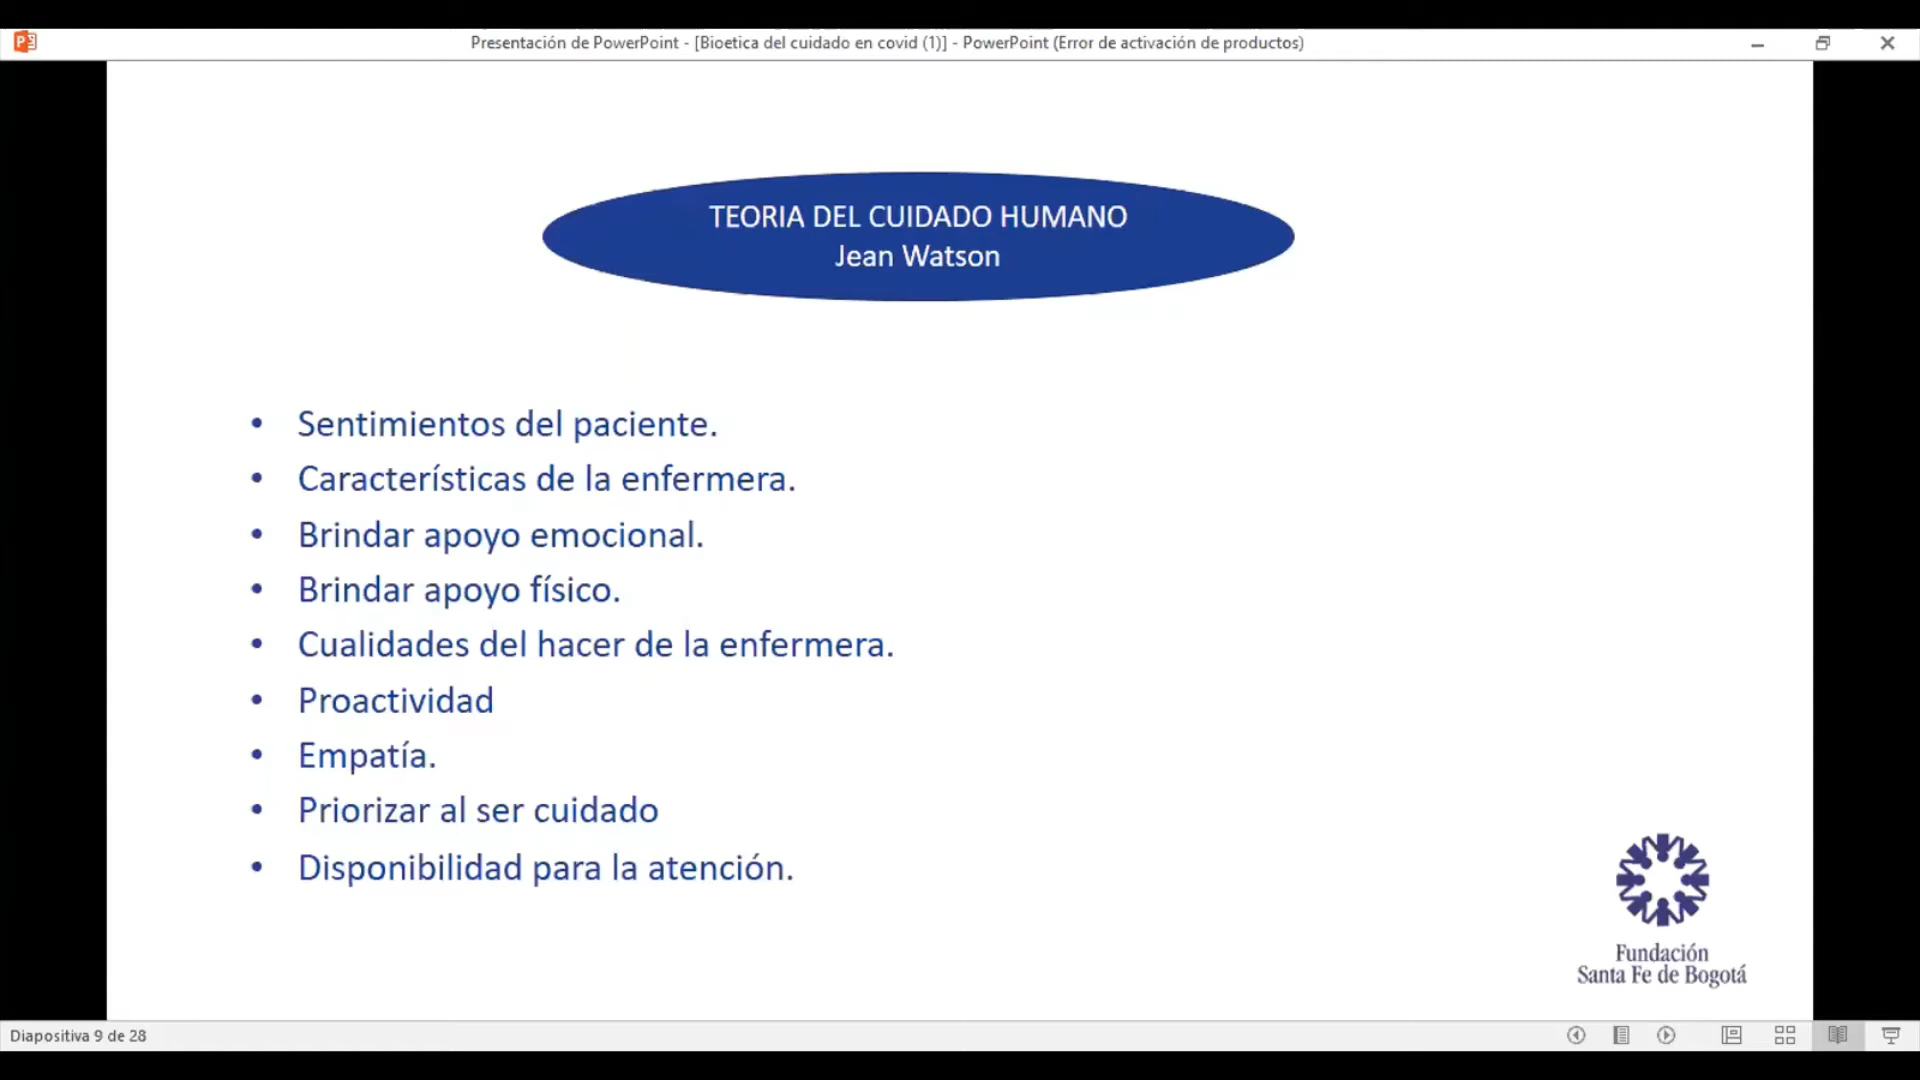 Presentación de PowerPoint - [Bioetica del cuidado en covid (1)] - PowerPoint (Error de activación de productos)
TEORIA DEL CUIDADO HUMANO
Jean Watson
• Sentimientos del paciente.
• Características de la enfermera.
• Brindar apoyo emocional.
• Brindar apoyo físico.
• Cualidades del hacer de la enfermera.
• Proactividad
• Empatía.
• Priorizar al ser cuidado
• Disponibilidad para la atención.
Fundación
Santa Fe de Bogotá
Diapositiva 9 de 28